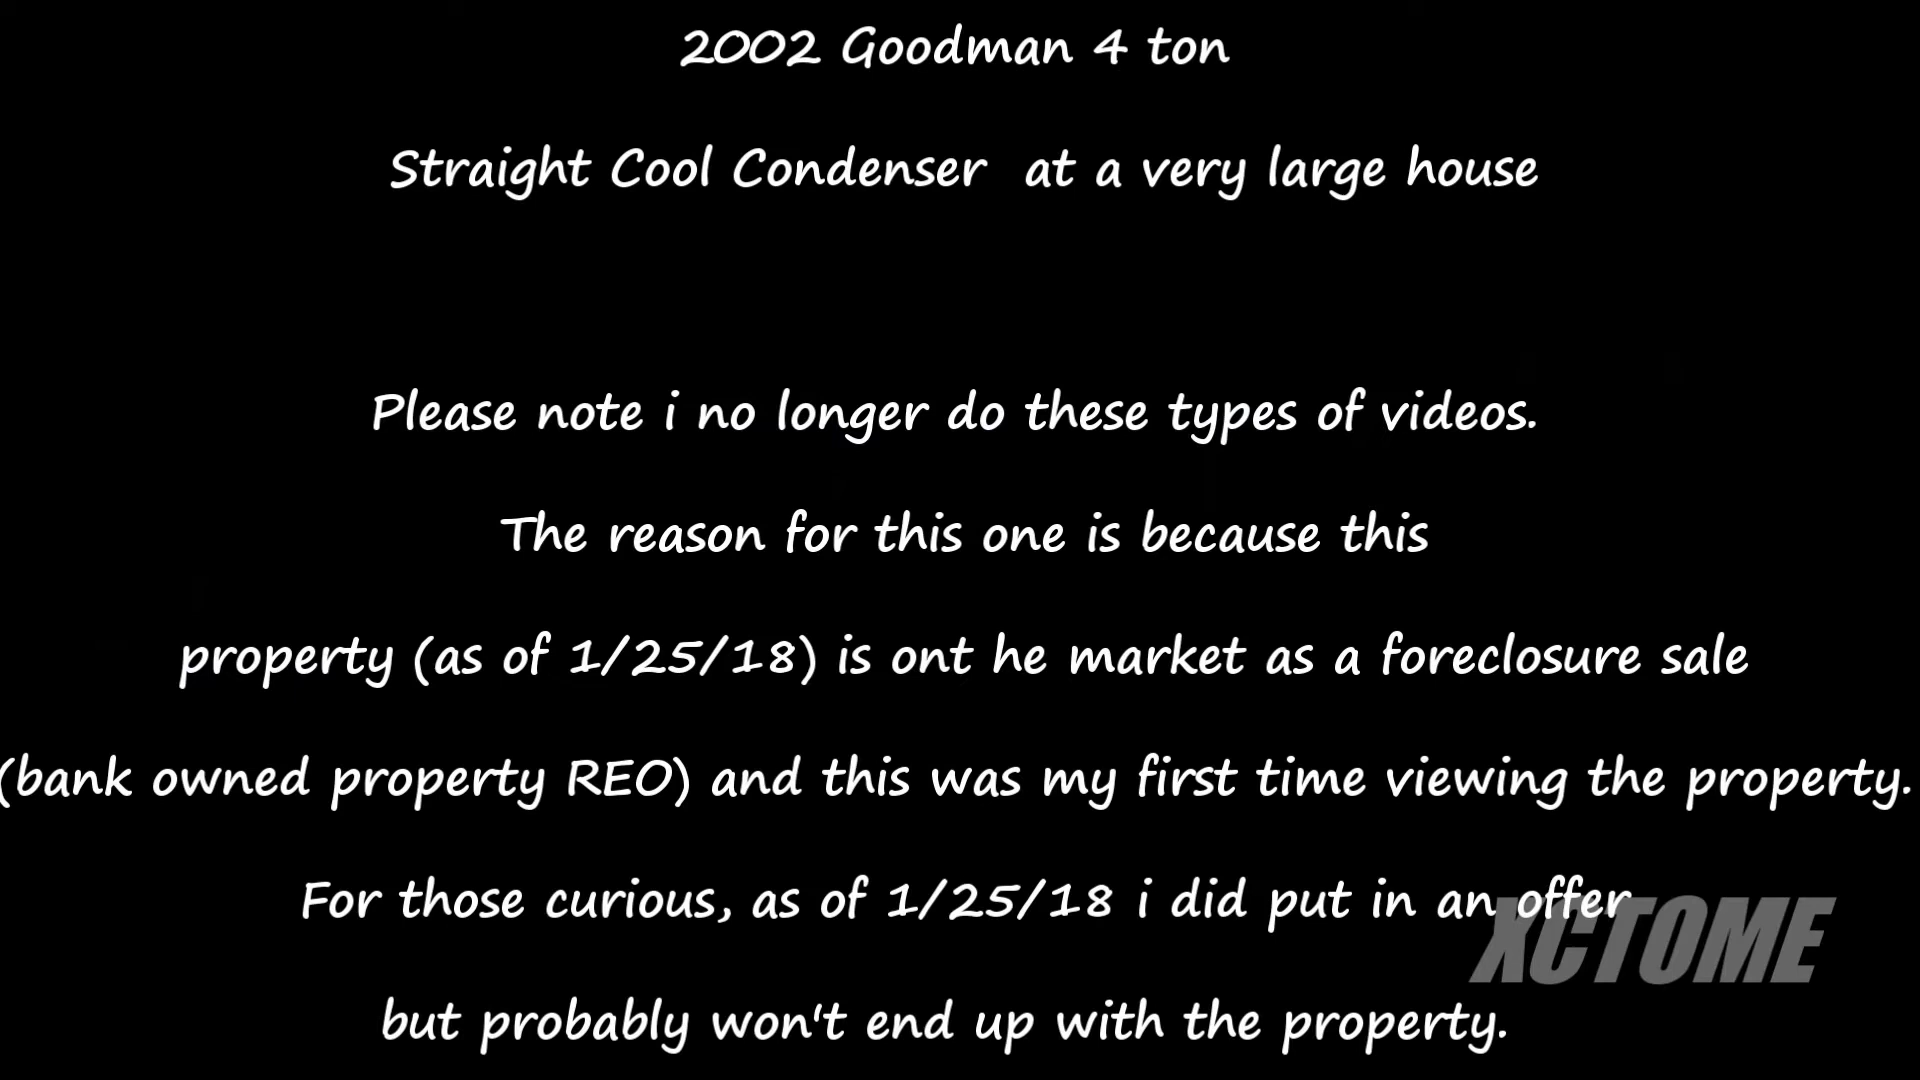 2002 Goodman 4 ton
Straight Cool Condenser at a very large house
Please note i no longer do these types of videos.
The reason for this one is because this
property (as of 1/25/18) is ont he market as a foreclosure sale
(bank owned property REO) and this was my first time viewing the property.
For those curious, as of 1/25/18 i did put in an offer
XCTOME
but probably won't end up with the property.